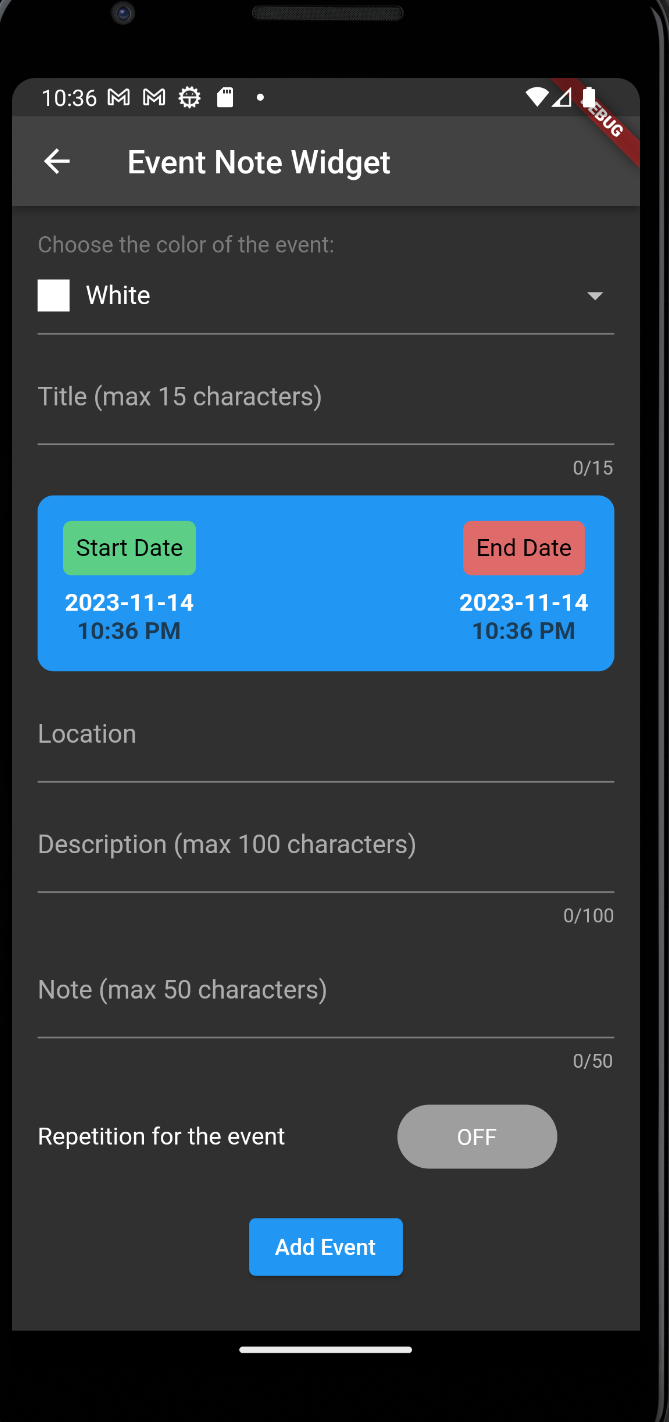 10:36
DEBUG
Event Note Widget
Choose the color of the event:
White
Title (max 15 characters)
0/15
Start Date
End Date
2023-11-14
2023-11-14
10:36 PM
10:36 PM
Location
Description (max 100 characters)
0/100
Note (max 50 characters)
0/50
Repetition for the event
OFF
Add Event